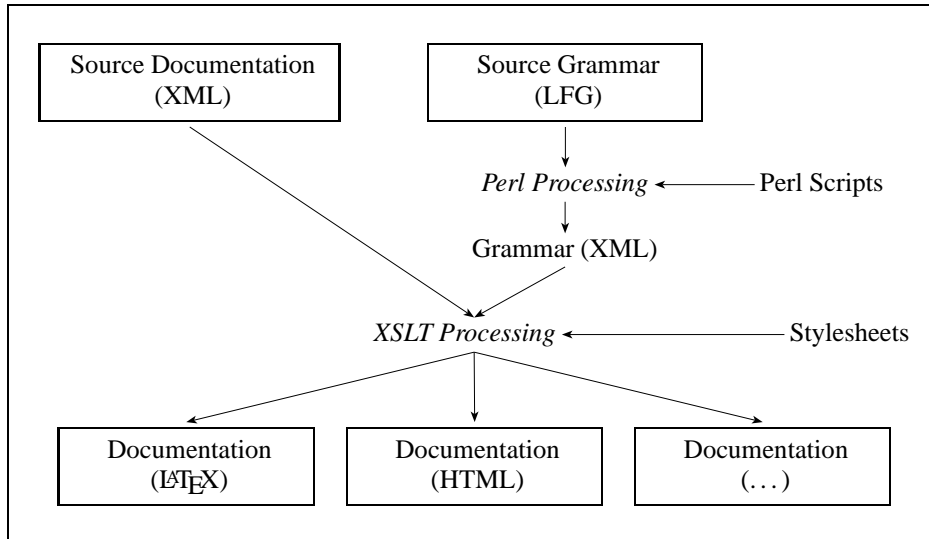 Source Documentation
(XML)
Source Grammar
(LFG)
Perl Processing
Perl Scripts
Grammar (XML)
XSLT Processing
Stylesheets
Documentation
(LATEX)
Documentation
(HTML)
Documentation
(...)